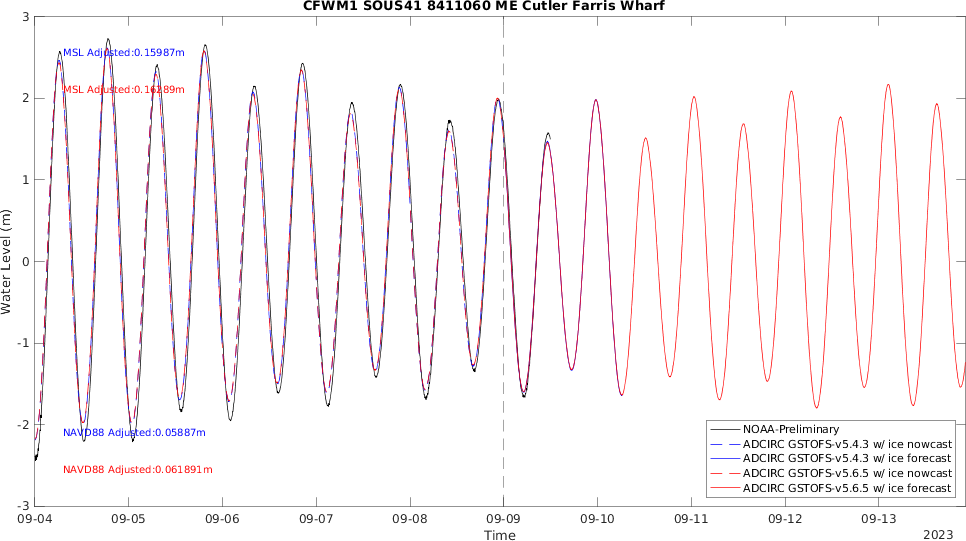 CFWM1 SOUS41 8411060 ME Cutler Farris Wharf
3
2
1
0
-1
-2
-3
Water Level (m)
MSL Adjusted:0.15987m
MSL Adjusted:0.16289m
NAVD88 Adjusted:0.05887m
NAVD88 Adjusted:0.061891m
NOAA-Preliminary
ADCIRC GSTOFS-v5.4.3 w/ ice nowcast
ADCIRC GSTOFS-v5.4.3 w/ ice forecast
ADCIRC GSTOFS-v5.6.5 w/ ice nowcast
ADCIRC GSTOFS-v5.6.5 w/ ice forecast
09-04 09-05 09-06 09-07 09-08 09-09 09-10 09-11 09-12 09-13
Time
2023